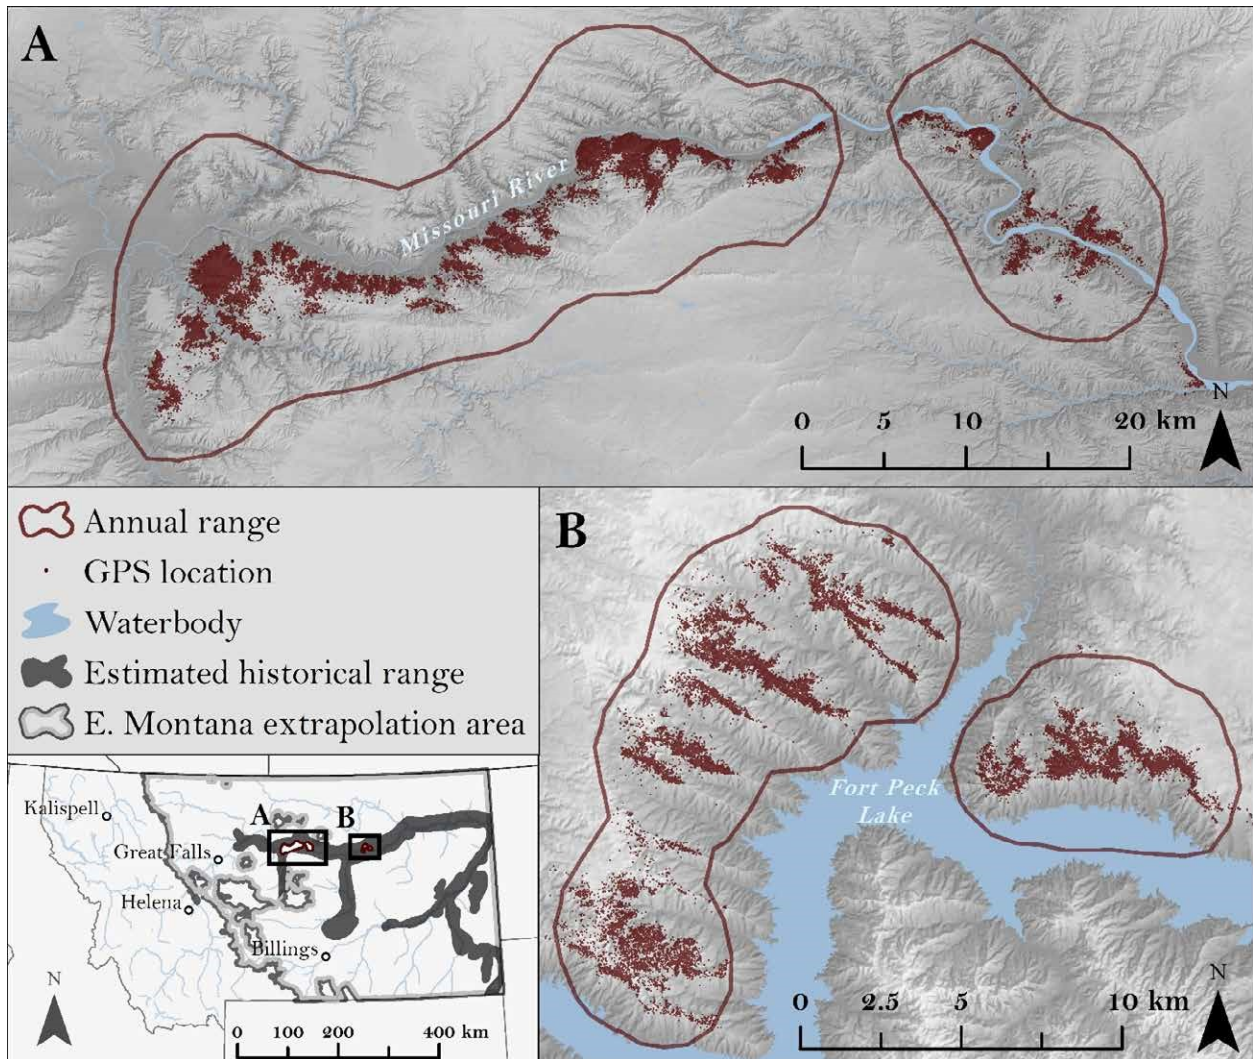 A
Missouri River
0 5 10 20 km
N
Annual range
GPS location
Waterbody
Estimated historical range
E. Montana extrapolation area
B
Fort Peck
Lake
0 2.5 5 10 km
N
Kalispell
A
B
Great Falls
Helena
Billings
N
0 100 200 400 km